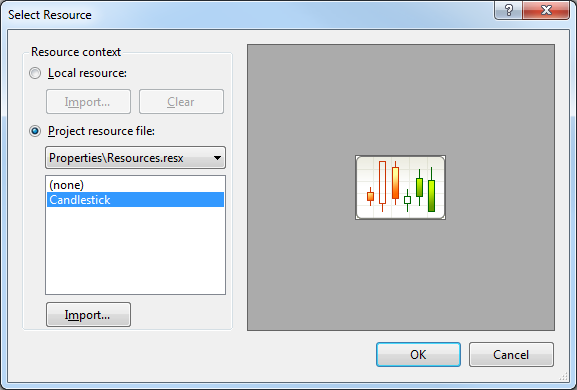 Select Resource
?
Resource context
Local resource:
Import...
Clear
Project resource file:
Properties\Resources.resx
(none)
Candlestick
Import...
OK
Cancel